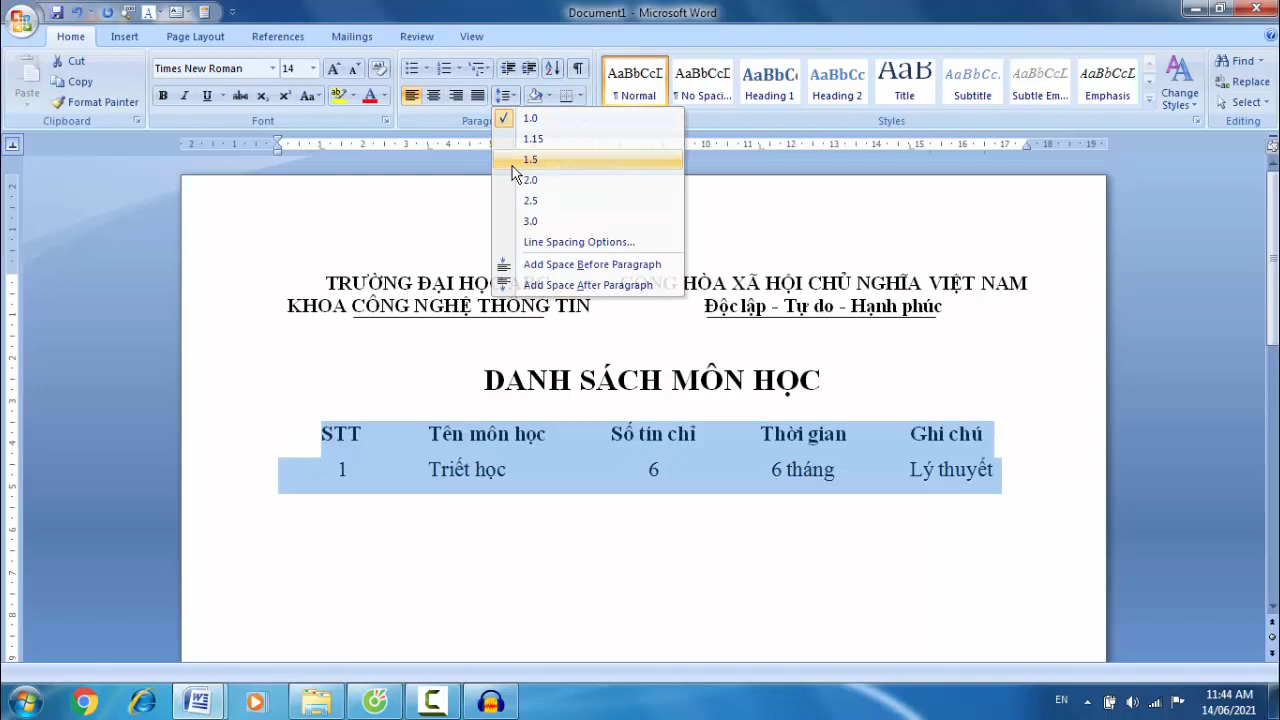 Document1 - Microsoft Word
Home Insert Page Layout References Mailings Review View
Paste
Cut
Copy
Format Painter
Clipboard
Times New Roman 14
B I U abc x₂ x² Aa
Font
AaBbCcI AaBbCcI AaBbCc AaBbCc AaB AaBbCcI AaBbCcI AaBbCcI
¶ Normal ¶ No Spaci... Heading 1 Heading 2 Title Subtitle Subtle Em... Emphasis
Change Styles
Styles
Find
Replace
Select
Editing
1.0
1.15
1.5
2.0
2.5
3.0
Line Spacing Options...
Add Space Before Paragraph
Add Space After Paragraph
TRƯỜNG ĐẠI HỌC
HÒA XÃ HỘI CHỦ NGHĨA VIỆT NAM
KHOA CÔNG NGHỆ THÔNG TIN
Độc lập - Tự do - Hạnh phúc
DANH SÁCH MÔN HỌC
STT Tên môn học Số tín chỉ Thời gian Ghi chú
1 Triết học 6 6 tháng Lý thuyết
EN
11:44 AM
14/06/2021